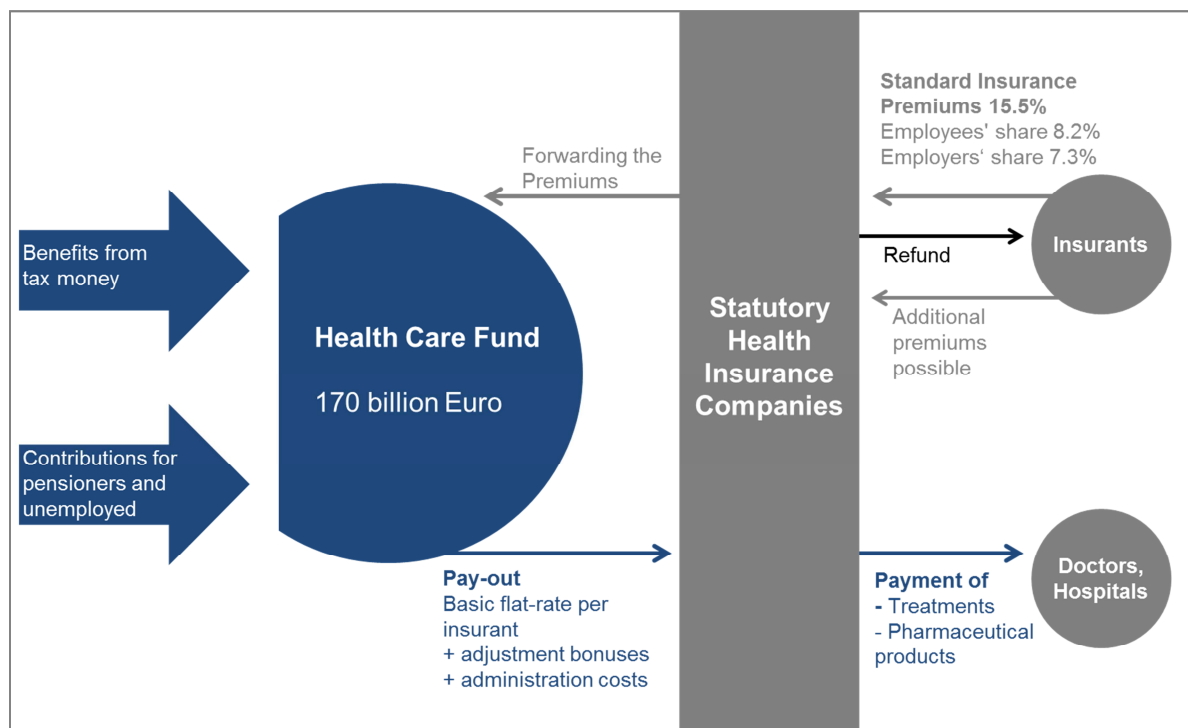 Benefits from
tax money
Contributions for
pensioners and
unemployed
Health Care Fund
170 billion Euro
Forwarding the
Premiums
Pay-out
Basic flat-rate per
insurant
+ adjustment bonuses
+ administration costs
Statutory
Health
Insurance
Companies
Standard Insurance
Premiums 15.5%
Employees' share 8.2%
Employers‘ share 7.3%
Refund
Additional
premiums
possible
Insurants
Payment of
- Treatments
- Pharmaceutical
products
Doctors,
Hospitals